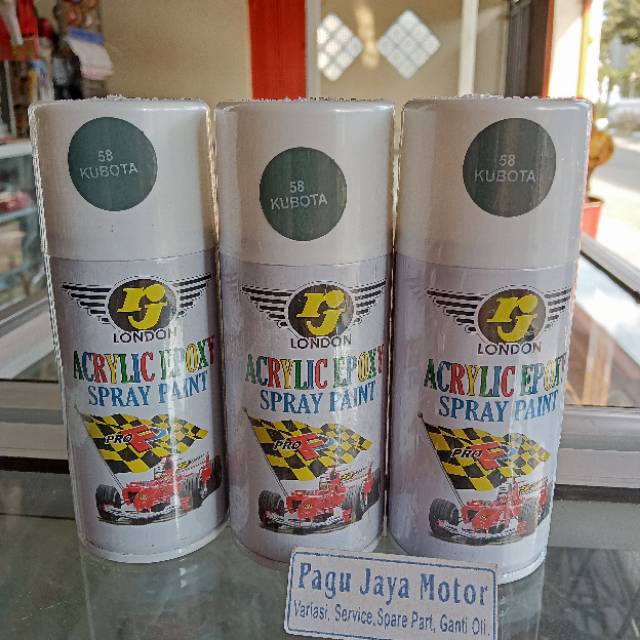 58
KUBOTA
58
KUBOTA
58
KUBOTA
rj
LONDON
ACRYLIC EPOXY
SPRAY PAINT
PRO
rj
LONDON
ACRYLIC EPOXY
SPRAY PAINT
PRO
rj
LONDON
ACRYLIC EPOXY
SPRAY PAINT
PRO
Pagu Jaya Motor
Variasi, Service,Spare Part, Ganti Oli,